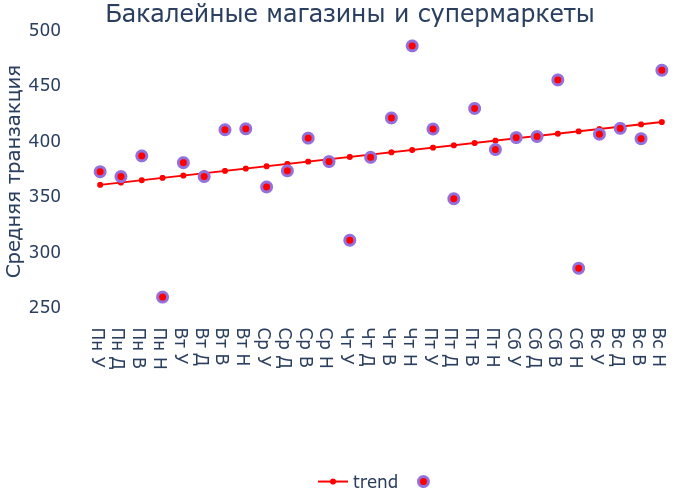 Бакалейные магазины и супермаркеты
Средняя транзакция
500
450
400
350
300
250
Пн У
Пн Д
Пн В
Пн Н
Вт У
Вт Д
Вт В
Вт Н
Ср У
Ср Д
Ср В
Ср Н
Чт У
Чт Д
Чт В
Чт Н
Пт У
Пт Д
Пт В
Пт Н
Сб У
Сб Д
Сб В
Сб Н
Вс У
Вс Д
Вс В
Вс Н
trend